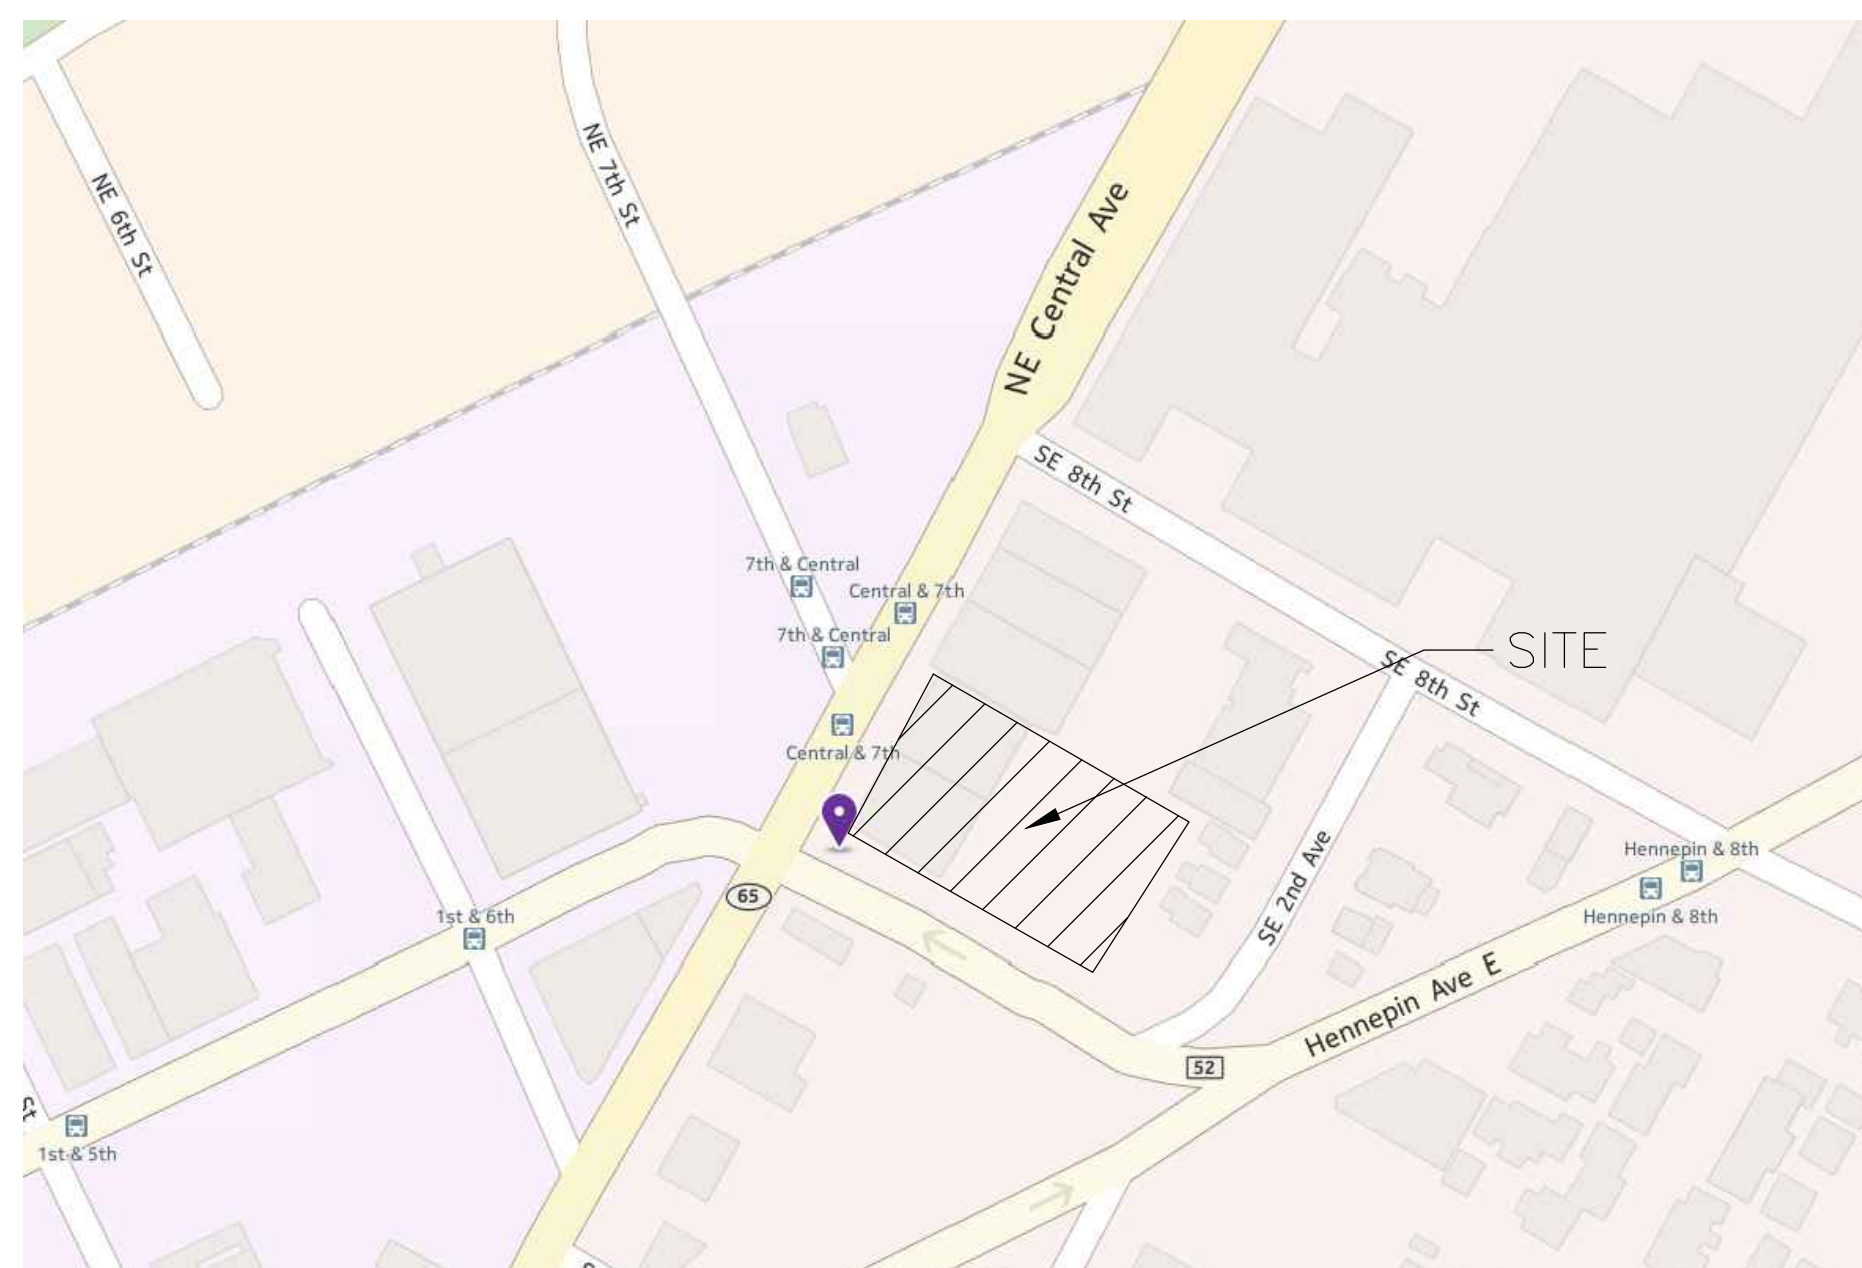 NE 6th St
NE 7th St
NE Central Ave
SE 8th St
7th & Central
Central & 7th
7th & Central
SITE
SE 8th St
Central & 7th
SE 2nd Ave
Hennepin & 8th
65
1st & 6th
Hennepin & 8th
Hennepin Ave E
52
St
1st & 5th